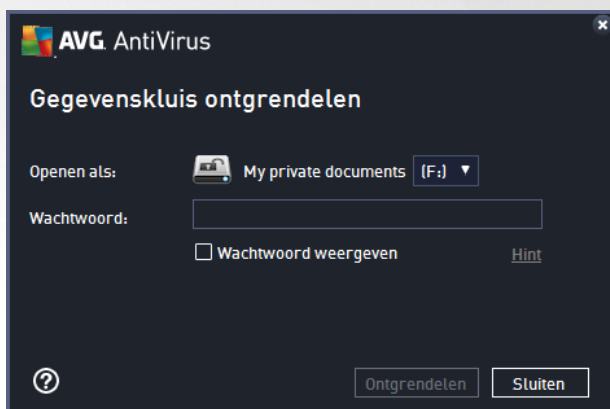 AVG. AntiVirus
Gegevenskluis ontgrendelen
Openen als: My private documents (F:)
Wachtwoord:
Wachtwoord weergeven Hint
Ontgrendelen Sluiten